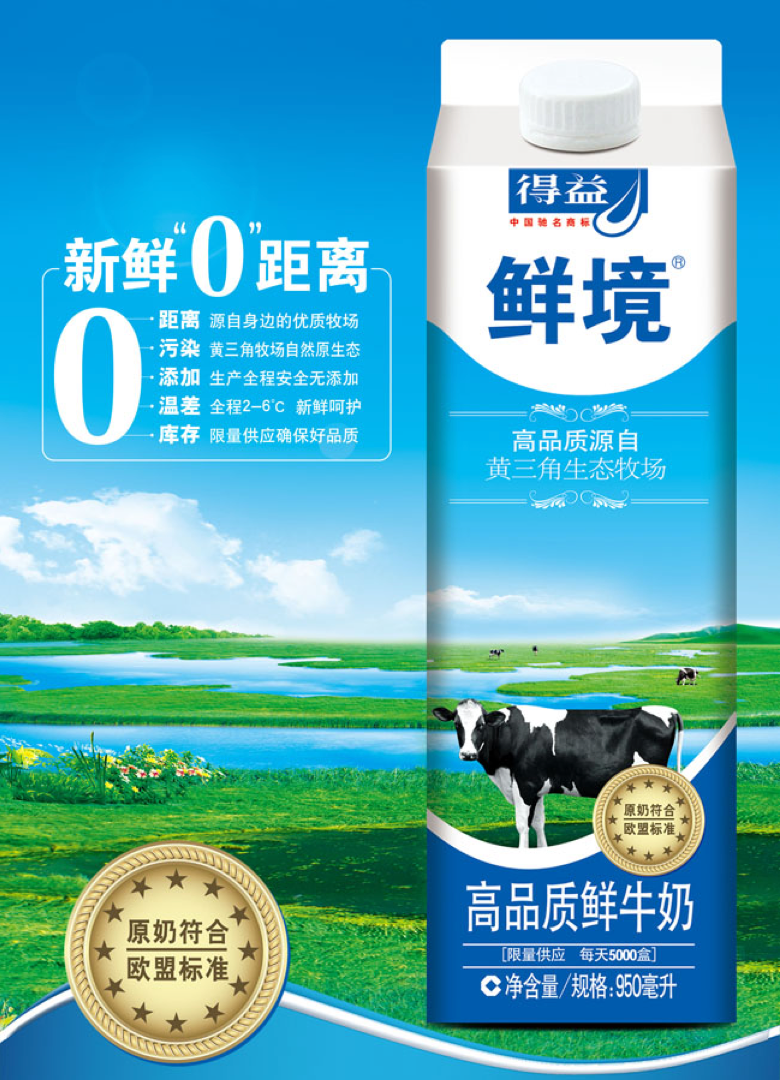 新鲜“0”距离
0
距离 源自身边的优质牧场
污染 黄三角牧场自然原生态
添加 生产全程安全无添加
温差 全程2-6℃ 新鲜呵护
库存 限量供应确保好品质
得益
中国驰名商标
鲜境®
高品质源自
黄三角生态牧场
原奶符合
欧盟标准
高品质鲜牛奶
[限量供应 每天5000盒]
净含量/规格:950毫升
原奶符合
欧盟标准